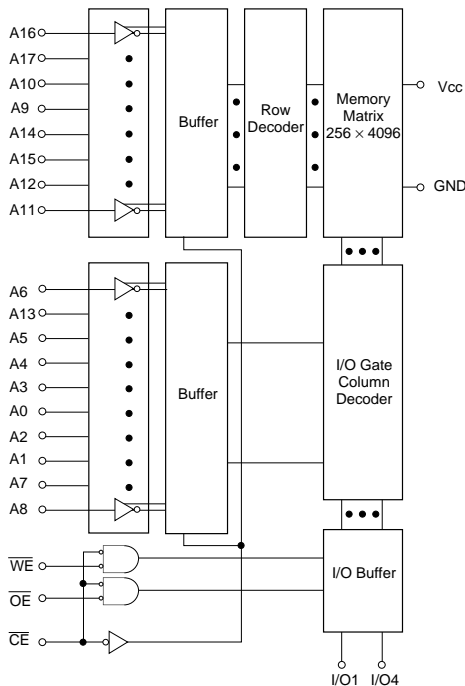 A16
A17
A10
A9
A14
A15
A12
A11
Buffer
Row
Decoder
Memory
Matrix
256 × 4096
Vcc
GND
A6
A13
A5
A4
A3
A0
A2
A1
A7
A8
Buffer
I/O Gate
Column
Decoder
WE
OE
CE
I/O Buffer
I/O1
I/O4